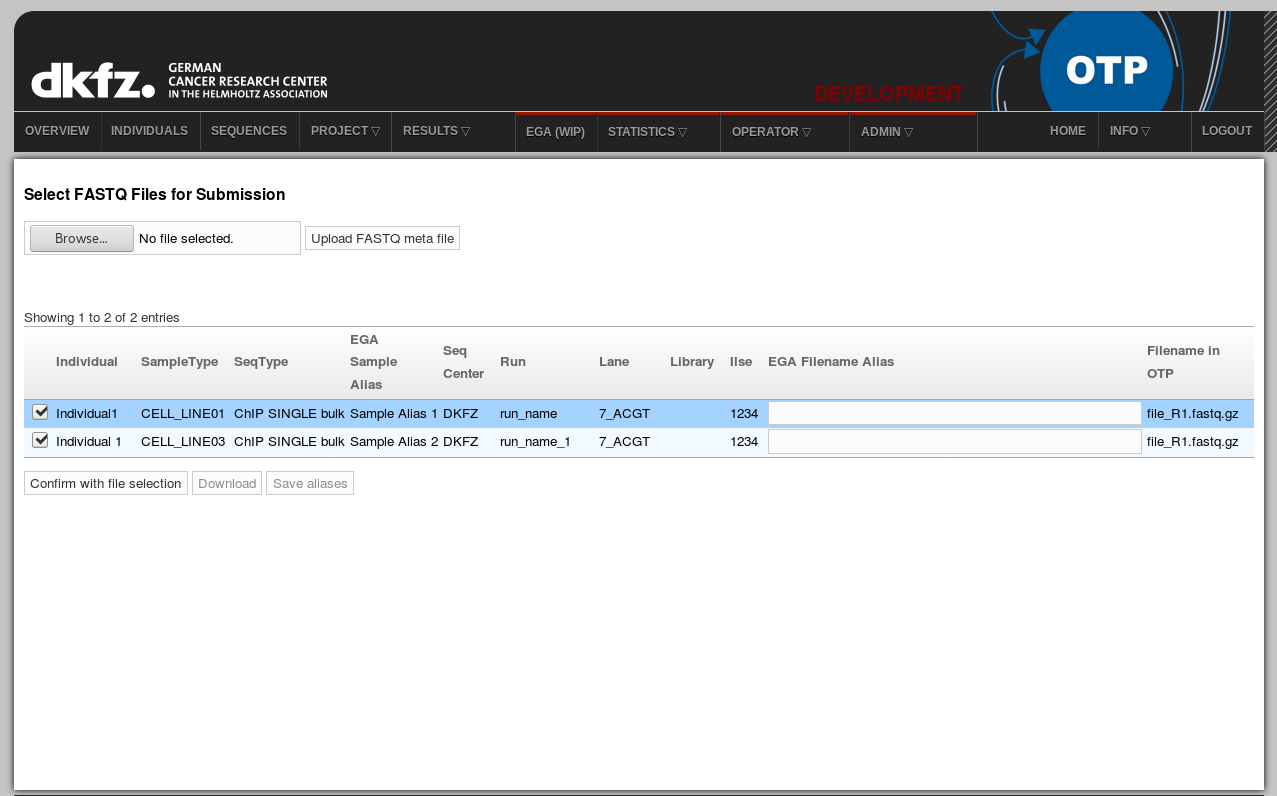 dkfz. GERMAN
CANCER RESEARCH CENTER
IN THE HELMHOLTZ ASSOCIATION
DEVELOPMENT
OTP
OVERVIEW INDIVIDUALS SEQUENCES PROJECT ▽ RESULTS ▽ EGA (WIP) STATISTICS ▽ OPERATOR ▽ ADMIN ▽ HOME INFO ▽ LOGOUT
Select FASTQ Files for Submission
Browse... No file selected. Upload FASTQ meta file
Showing 1 to 2 of 2 entries
Individual SampleType SeqType EGA Sample Alias Seq Center Run Lane Library Ilse EGA Filename Alias Filename in OTP
Individual1 CELL_LINE01 ChIP SINGLE bulk Sample Alias 1 DKFZ run_name 7_ACGT 1234 file_R1.fastq.gz
Individual 1 CELL_LINE03 ChIP SINGLE bulk Sample Alias 2 DKFZ run_name_1 7_ACGT 1234 file_R1.fastq.gz
Confirm with file selection Download Save aliases